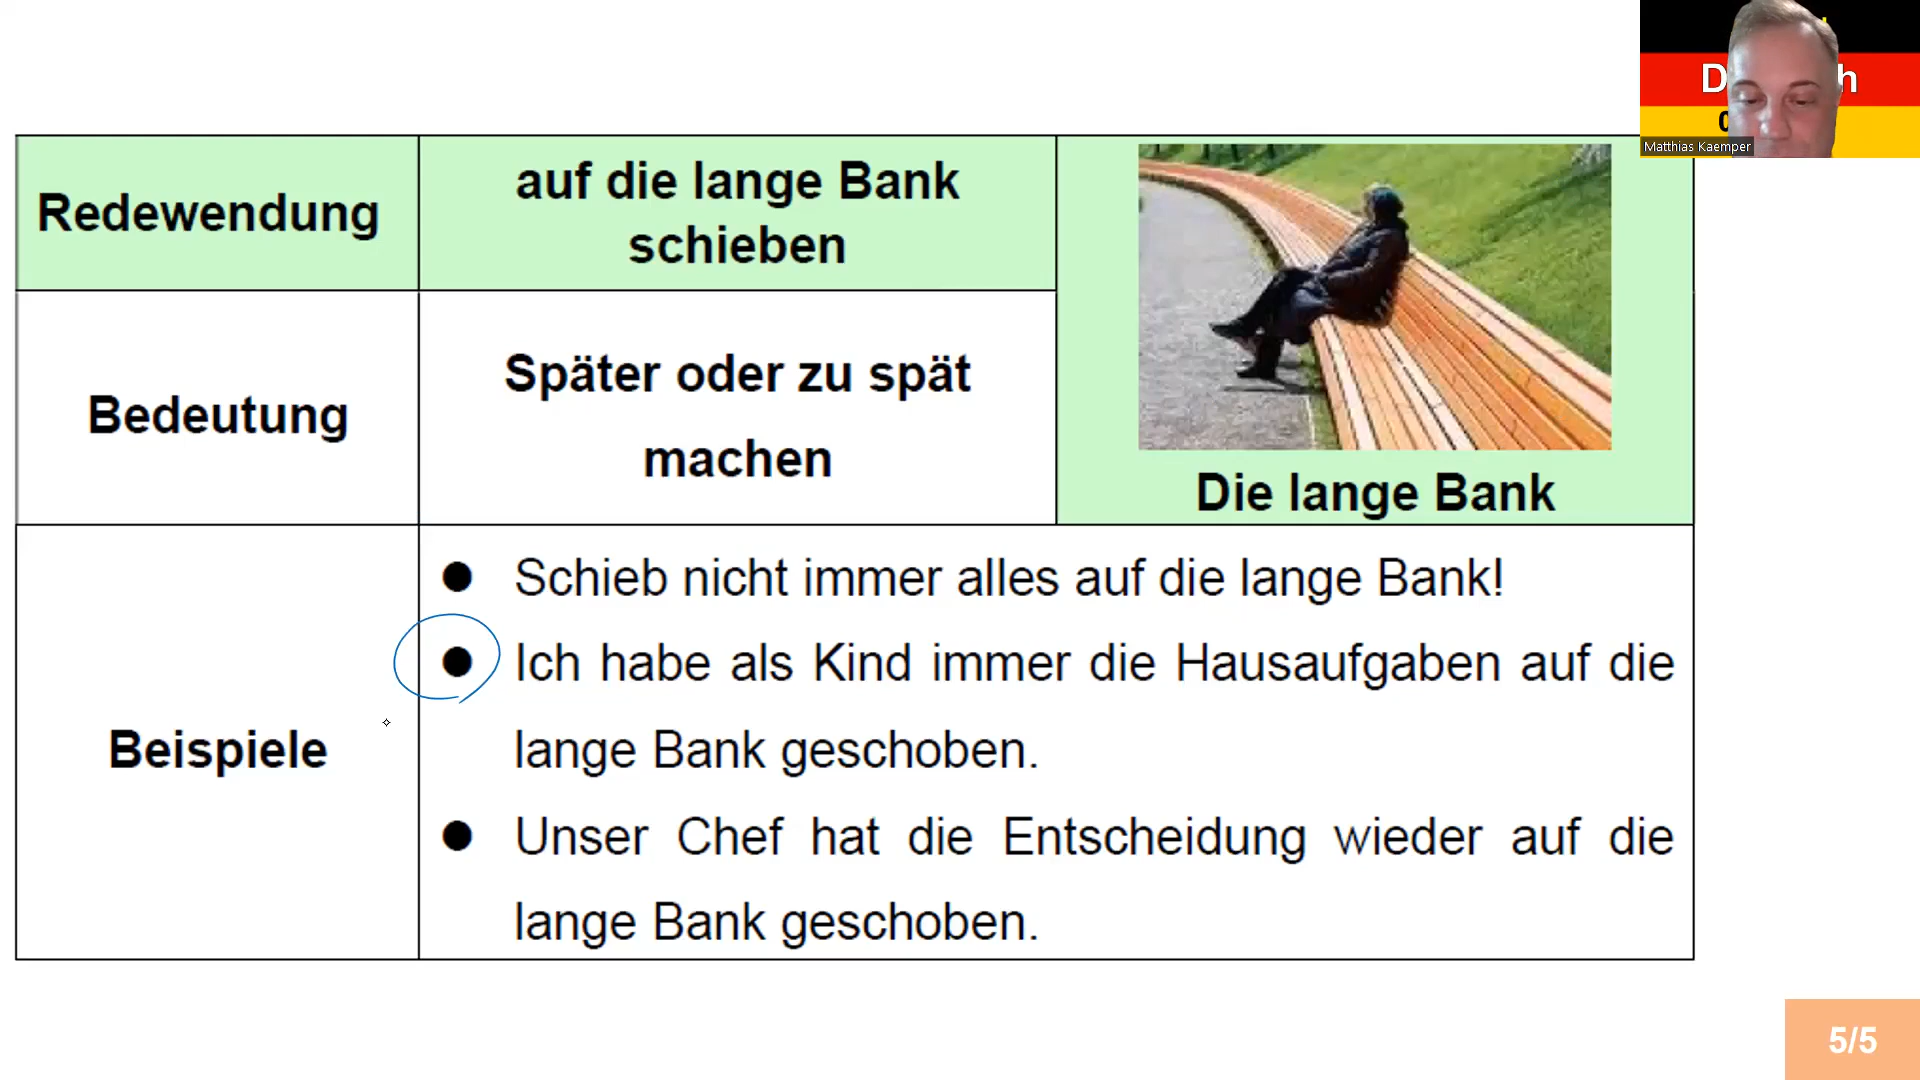 Matthias Kaemper
Redewendung
auf die lange Bank
schieben
Bedeutung
Später oder zu spät
machen
Die lange Bank
Beispiele
● Schieb nicht immer alles auf die lange Bank!
● Ich habe als Kind immer die Hausaufgaben auf die
lange Bank geschoben.
● Unser Chef hat die Entscheidung wieder auf die
lange Bank geschoben.
5/5